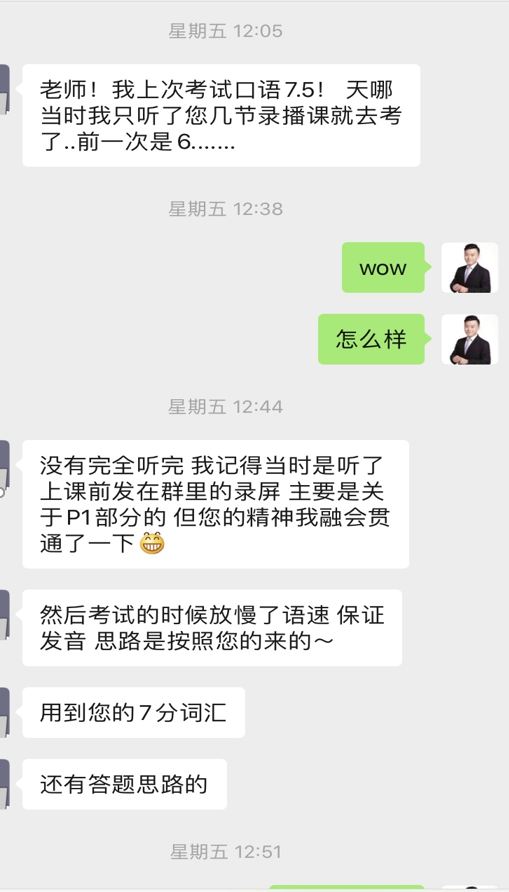 星期五 12:05
老师！我上次考试口语7.5！ 天哪
当时我只听了您几节录播课就去考
了..前一次是6.......
星期五 12:38
wow
怎么样
星期五 12:44
没有完全听完 我记得当时是听了
上课前发在群里的录屏 主要是关
于P1部分的 但您的精神我融会贯
通了一下😁
然后考试的时候放慢了语速 保证
发音 思路是按照您的来的～
用到您的7分词汇
还有答题思路的
星期五 12:51